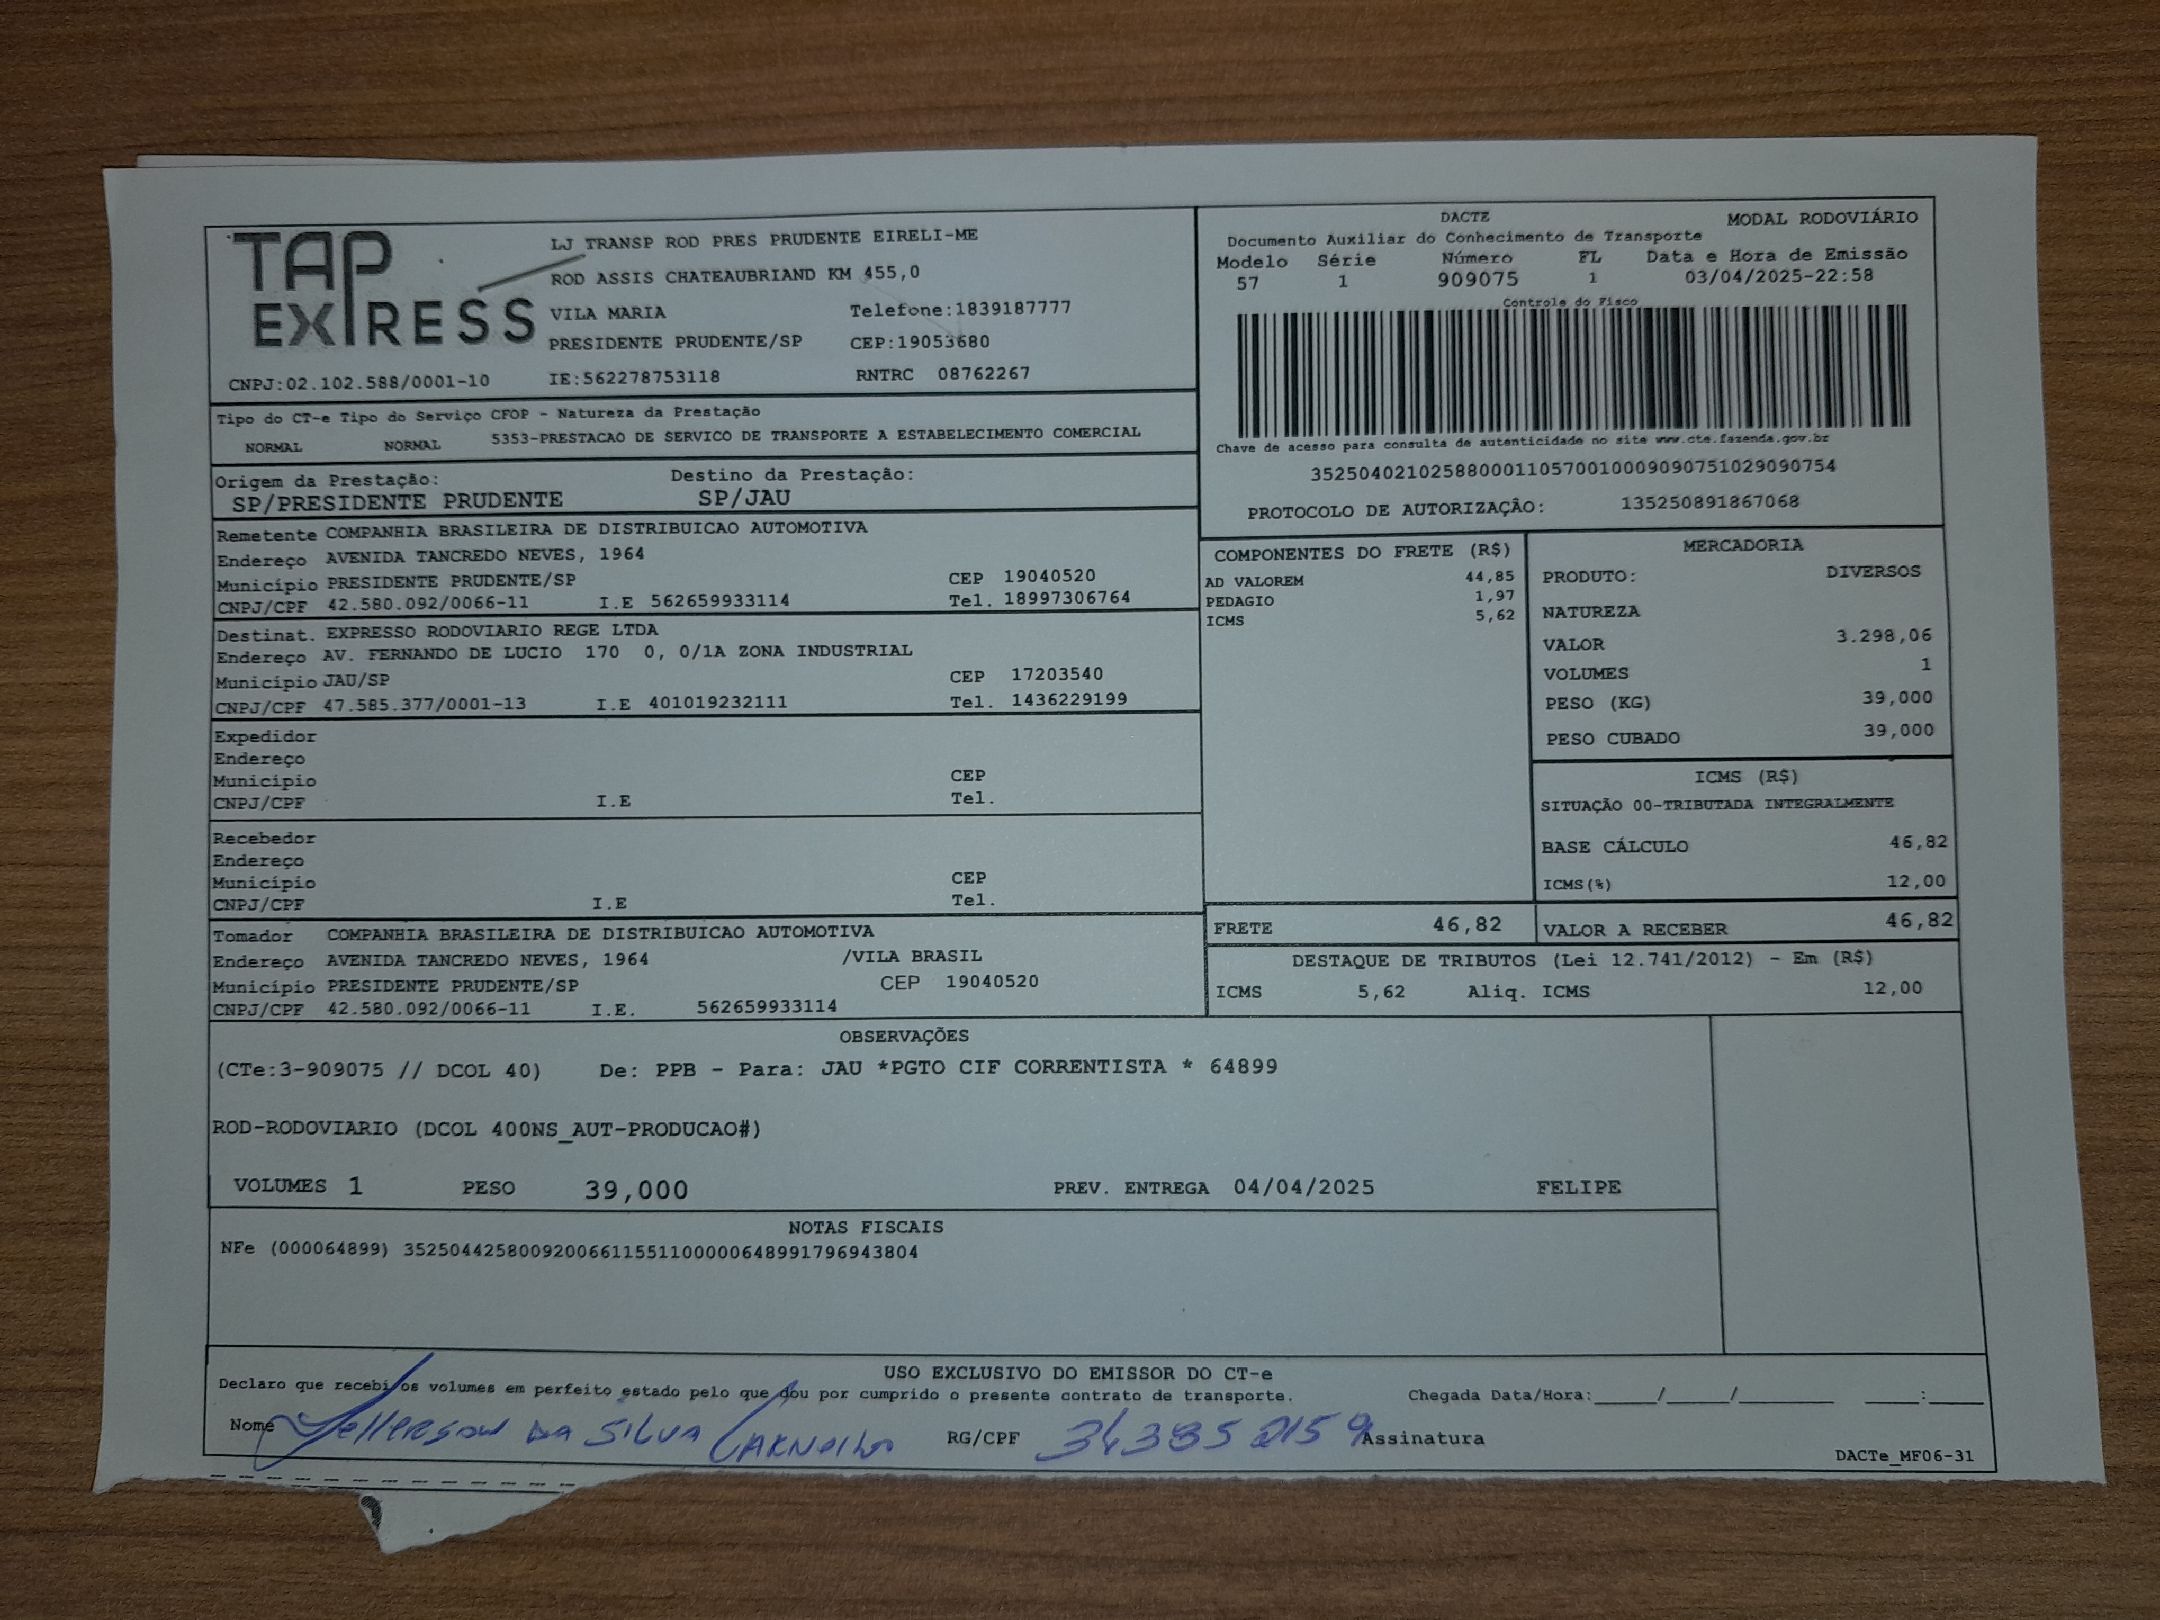 TAP EXPRESS
LJ TRANSP ROD PRES PRUDENTE EIRELI-ME
ROD ASSIS CHATEAUBRIAND KM 455,0
VILA MARIA Telefone:1839187777
PRESIDENTE PRUDENTE/SP CEP:19053680
CNPJ:02.102.588/0001-10 IE:562278753118 RNTRC 08762267
DACTE MODAL RODOVIÁRIO
Documento Auxiliar do Conhecimento de Transporte
Modelo Série Número FL Data e Hora de Emissão
57 1 909075 1 03/04/2025-22:58
Controle do Fisco
Chave de acesso para consulta de autenticidade no site www.cte.fazenda.gov.br
35250402102588000110570010009090751029090754
PROTOCOLO DE AUTORIZAÇÂO: 135250891867068
Tipo do CT-e Tipo do Serviço CFOP - Natureza da Prestação
NORMAL NORMAL 5353-PRESTACAO DE SERVICO DE TRANSPORTE A ESTABELECIMENTO COMERCIAL
Origem da Prestação: Destino da Prestação:
SP/PRESIDENTE PRUDENTE SP/JAU
Remetente COMPANHIA BRASILEIRA DE DISTRIBUICAO AUTOMOTIVA
Endereço AVENIDA TANCREDO NEVES, 1964
Município PRESIDENTE PRUDENTE/SP CEP 19040520
CNPJ/CPF 42.580.092/0066-11 I.E 562659933114 Tel. 18997306764
Destinat. EXPRESSO RODOVIARIO REGE LTDA
Endereço AV. FERNANDO DE LUCIO 170 0, 0/1A ZONA INDUSTRIAL
Município JAU/SP CEP 17203540
CNPJ/CPF 47.585.377/0001-13 I.E 401019232111 Tel. 1436229199
Expedidor
Endereço
Município CEP
CNPJ/CPF I.E Tel.
Recebedor
Endereço
Município CEP
CNPJ/CPF I.E Tel.
Tomador COMPANHIA BRASILEIRA DE DISTRIBUICAO AUTOMOTIVA
Endereço AVENIDA TANCREDO NEVES, 1964 /VILA BRASIL
Município PRESIDENTE PRUDENTE/SP CEP 19040520
CNPJ/CPF 42.580.092/0066-11 I.E. 562659933114
COMPONENTES DO FRETE (R$)
AD VALOREM 44,85
PEDAGIO 1,97
ICMS 5,62
MERCADORIA
PRODUTO: DIVERSOS
NATUREZA
VALOR 3.298,06
VOLUMES 1
PESO (KG) 39,000
PESO CUBADO 39,000
ICMS (R$)
SITUAÇÃO 00-TRIBUTADA INTEGRALMENTE
BASE CÁLCULO 46,82
ICMS(%) 12,00
FRETE 46,82 VALOR A RECEBER 46,82
DESTAQUE DE TRIBUTOS (Lei 12.741/2012) - Em (R$)
ICMS 5,62 Aliq. ICMS 12,00
OBSERVAÇÕES
(CTe:3-909075 // DCOL 40) De: PPB - Para: JAU *PGTO CIF CORRENTISTA * 64899
ROD-RODOVIARIO (DCOL 400NS_AUT-PRODUCAO#)
VOLUMES 1 PESO 39,000 PREV. ENTREGA 04/04/2025 FELIPE
NOTAS FISCAIS
NFe (000064899) 35250442580092006611551100000648991796943804
USO EXCLUSIVO DO EMISSOR DO CT-e
Declaro que recebi os volumes em perfeito estado pelo que dou por cumprido o presente contrato de transporte. Chegada Data/Hora:_____/_____/________ ____:____
Nome Jefferson da Silva Carneiro RG/CPF 343852159 Assinatura
DACTe_MF06-31